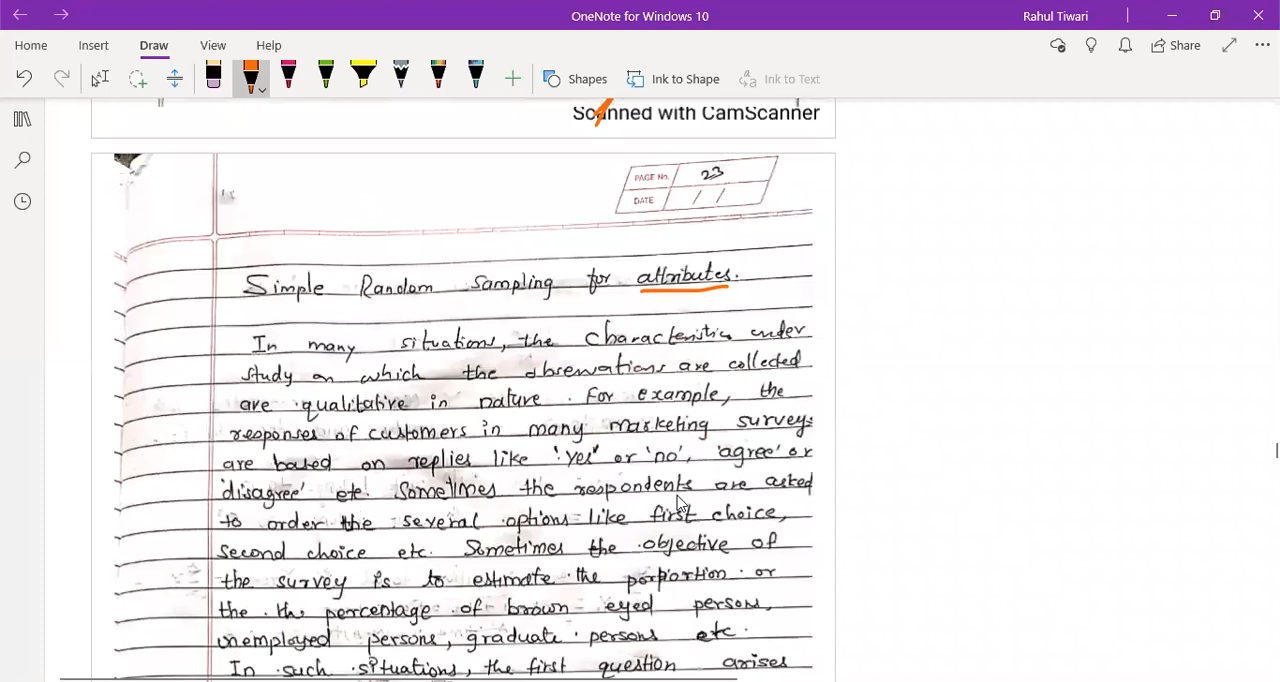 OneNote for Windows 10
Rahul Tiwari
Home Insert Draw View Help
Share
Shapes
Ink to Shape
Ink to Text
Scanned with CamScanner
PAGE No. 23
DATE / /
Simple Random Sampling for attributes.
In many situations, the characteristics under
study on which the observations are collected
are qualitative in nature. For example, the
responses of customers in many marketing surveys
are based on replies like 'yes' or 'no', 'agree' or
'disagree' etc. Sometimes the respondents are asked
to order the several options like first choice,
second choice etc. Sometimes the objective of
the survey is to estimate the porportion or
the the percentage of brown eyed persons,
unemployed persons, graduate persons etc.
In such situations, the first question arises